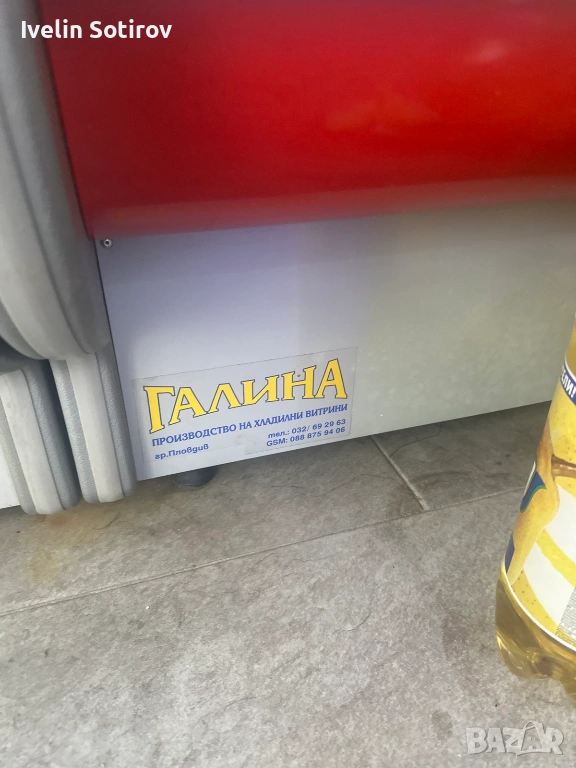 Ivelin Sotirov
ГАЛИНА
ПРОИЗВОДСТВО НА ХЛАДИЛНИ ВИТРИНИ
гр.Пловдив
тел.: 032/ 69 29 63
GSM: 088 875 94 06
BAZAR